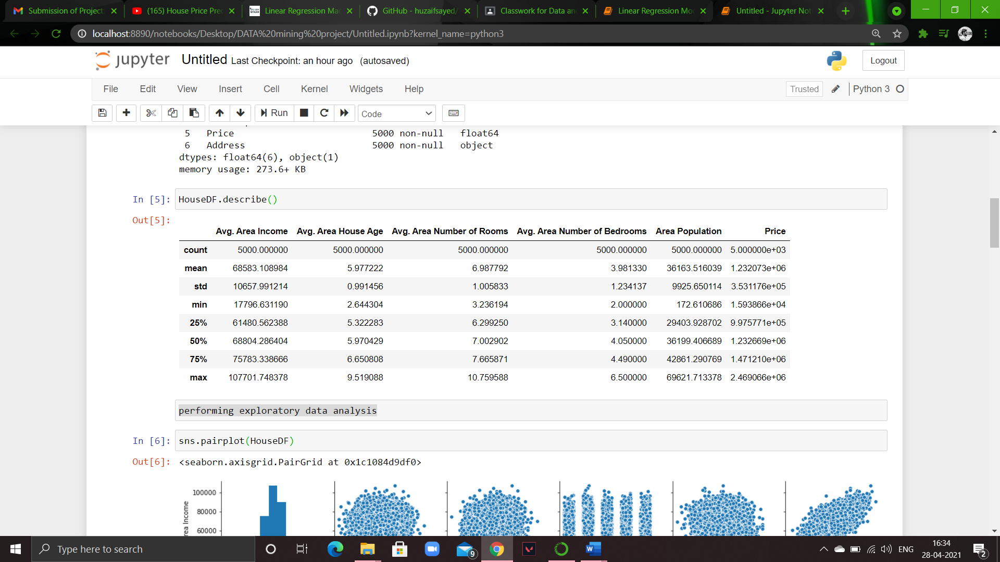 Submission of Project
(165) House Price Pre
Linear Regression Mac
GitHub - huzaifsayed/
Classwork for Data an
Linear Regression Mo
Untitled - Jupyter Not
localhost:8890/notebooks/Desktop/DATA%20mining%20project/Untitled.ipynb?kernel_name=python3
jupyter Untitled Last Checkpoint: an hour ago (autosaved)
Logout
File Edit View Insert Cell Kernel Widgets Help
Trusted Python 3
Run Code
5 Price 5000 non-null float64
6 Address 5000 non-null object
dtypes: float64(6), object(1)
memory usage: 273.6+ KB
In [5]: HouseDF.describe()
Out[5]:
Avg. Area Income Avg. Area House Age Avg. Area Number of Rooms Avg. Area Number of Bedrooms Area Population Price
count 5000.000000 5000.000000 5000.000000 5000.000000 5000.000000 5.000000e+03
mean 68583.108984 5.977222 6.987792 3.981330 36163.516039 1.232073e+06
std 10657.991214 0.991456 1.005833 1.234137 9925.650114 3.531176e+05
min 17796.631190 2.644304 3.236194 2.000000 172.610686 1.593866e+04
25% 61480.562388 5.322283 6.299250 3.140000 29403.928702 9.975771e+05
50% 68804.286404 5.970429 7.002902 4.050000 36199.406689 1.232669e+06
75% 75783.338666 6.650808 7.665871 4.490000 42861.290769 1.471210e+06
max 107701.748378 9.519088 10.759588 6.500000 69621.713378 2.469066e+06
performing exploratory data analysis
In [6]: sns.pairplot(HouseDF)
Out[6]: <seaborn.axisgrid.PairGrid at 0x1c1084d9df0>
100000
80000
60000
rea Income
Type here to search
9
ENG
16:34
28-04-2021
2